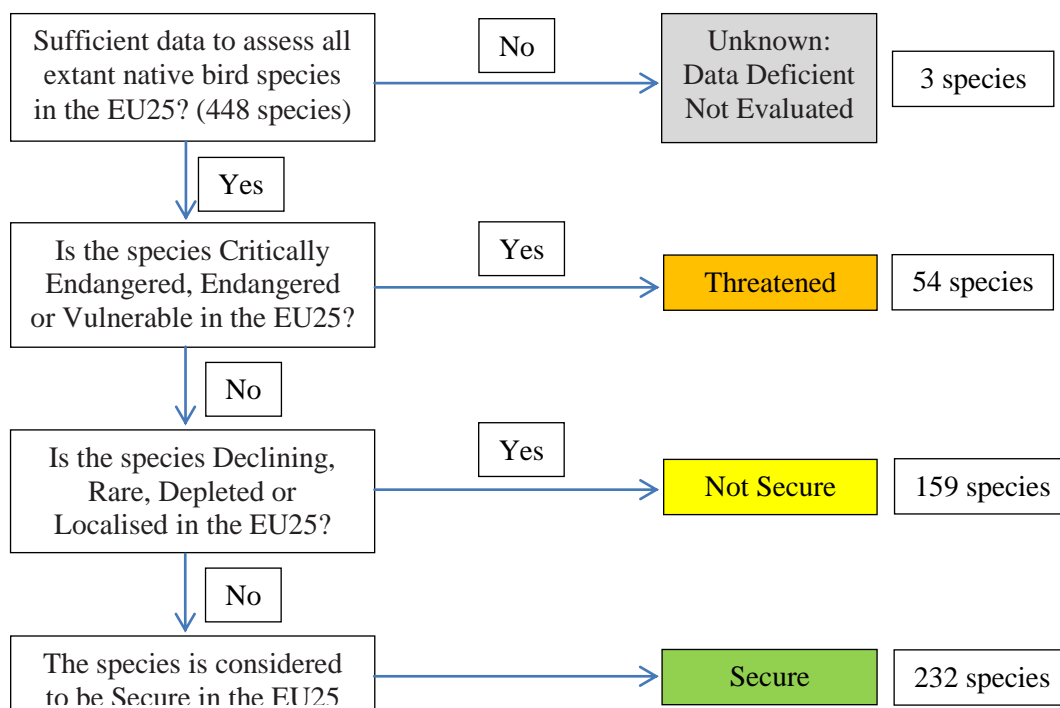 Sufficient data to assess all
extant native bird species
in the EU25? (448 species)
No
Unknown:
Data Deficient
Not Evaluated
3 species
Yes
Is the species Critically
Endangered, Endangered
or Vulnerable in the EU25?
Yes
Threatened
54 species
No
Is the species Declining,
Rare, Depleted or
Localised in the EU25?
Yes
Not Secure
159 species
No
The species is considered
to be Secure in the EU25
Secure
232 species